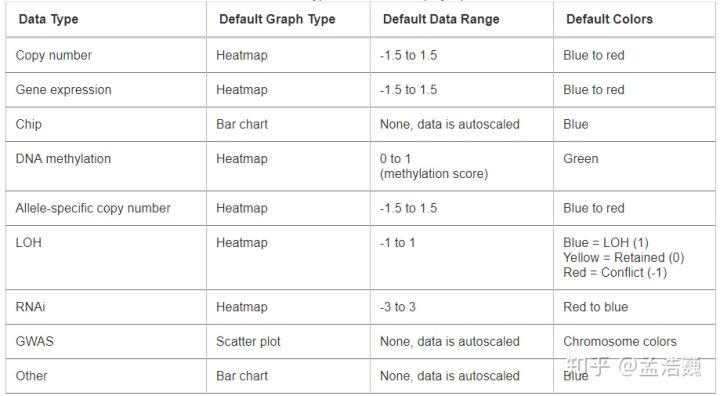 Data Type Default Graph Type Default Data Range Default Colors
Copy number Heatmap -1.5 to 1.5 Blue to red
Gene expression Heatmap -1.5 to 1.5 Blue to red
Chip Bar chart None, data is autoscaled Blue
DNA methylation Heatmap 0 to 1 Green
(methylation score)
Allele-specific copy number Heatmap -1.5 to 1.5 Blue to red
LOH Heatmap -1 to 1 Blue = LOH (1)
Yellow = Retained (0)
Red = Conflict (-1)
RNAi Heatmap -3 to 3 Red to blue
GWAS Scatter plot None, data is autoscaled Chromosome colors
Other Bar chart None, data is autoscaled Blue
知乎 @孟浩巍